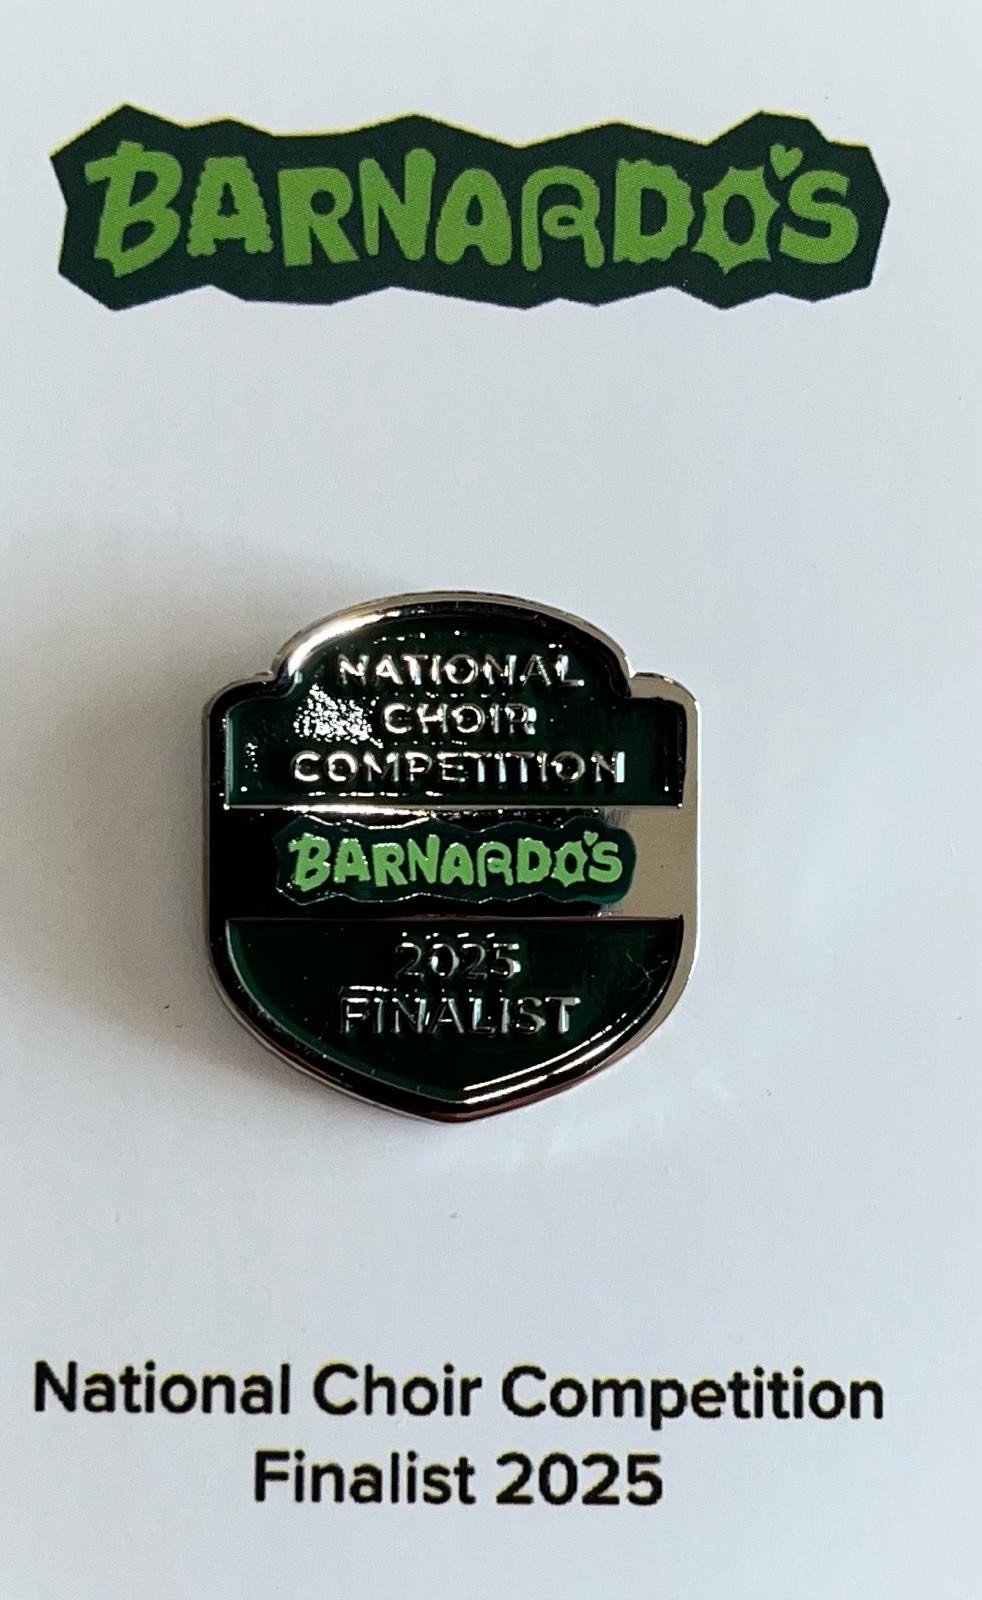 BARNARDO'S
NATIONAL
CHOIR
COMPETITION
BARNARDO'S
2025
FINALIST
National Choir Competition
Finalist 2025